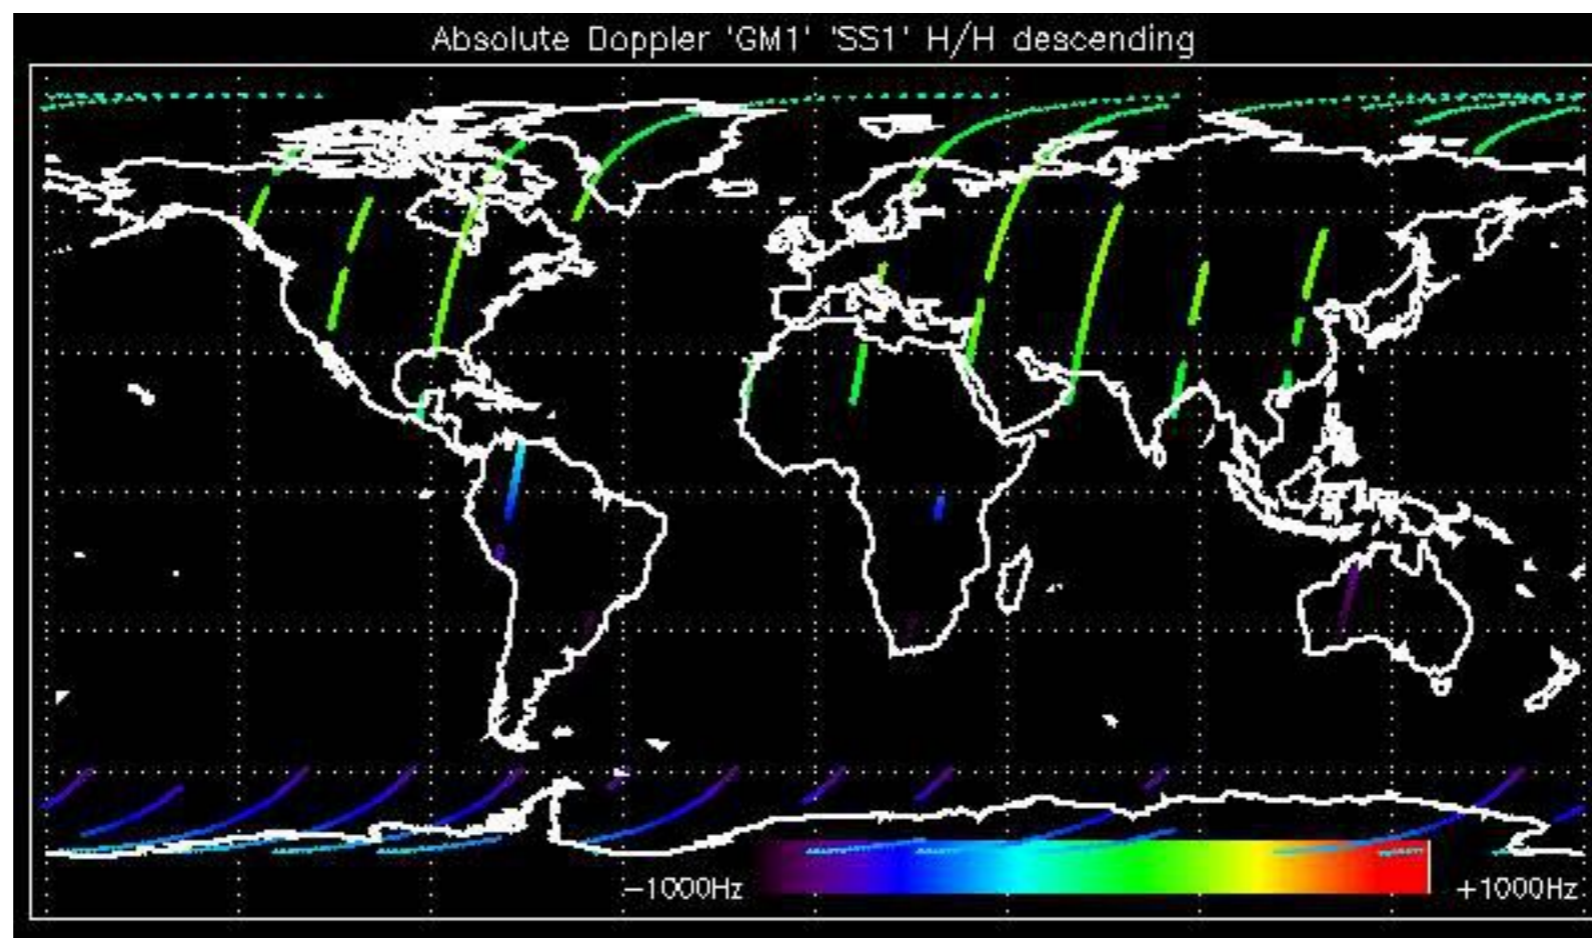 Absolute Doppler 'GM1' 'SS1' H/H descending
−1000Hz
+1000Hz